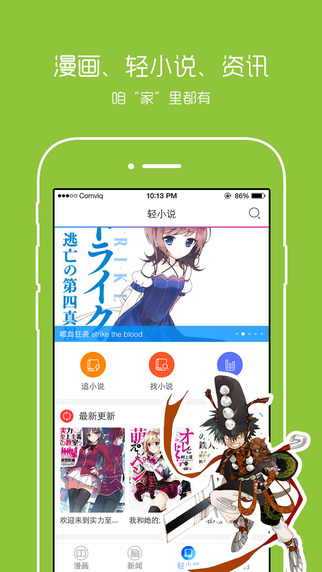 漫画、轻小说、资讯
咱“家”里都有
Comviq 10:13 PM 86%
轻小说
トライク
STRIKE
逃亡の第四真
噬血狂袭 strike the blood
追小说
找小说
最新更新
欢迎来到实力至...
我和她的...
漫画
新闻
轻小说